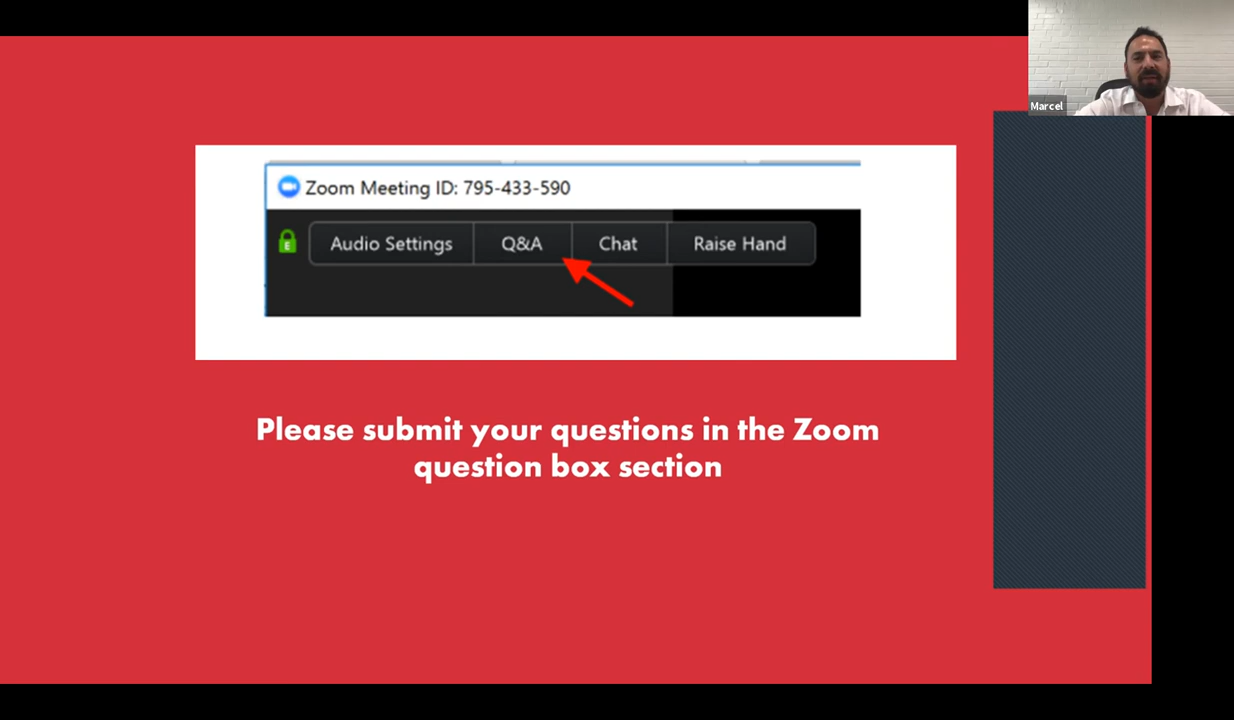 Marcel
Zoom Meeting ID: 795-433-590
E
Audio Settings Q&A Chat Raise Hand
Please submit your questions in the Zoom
question box section